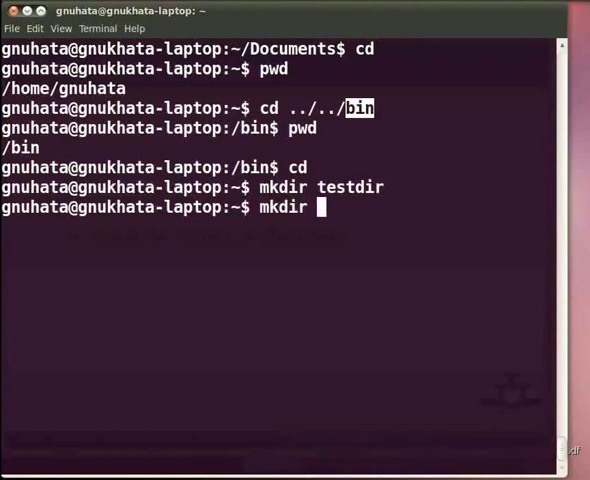 gnuhata@gnukhata-laptop: ~
File Edit View Terminal Help
gnuhata@gnukhata-laptop:~/Documents$ cd
gnuhata@gnukhata-laptop:~$ pwd
/home/gnuhata
gnuhata@gnukhata-laptop:~$ cd ../../bin
gnuhata@gnukhata-laptop:/bin$ pwd
/bin
gnuhata@gnukhata-laptop:/bin$ cd
gnuhata@gnukhata-laptop:~$ mkdir testdir
gnuhata@gnukhata-laptop:~$ mkdir